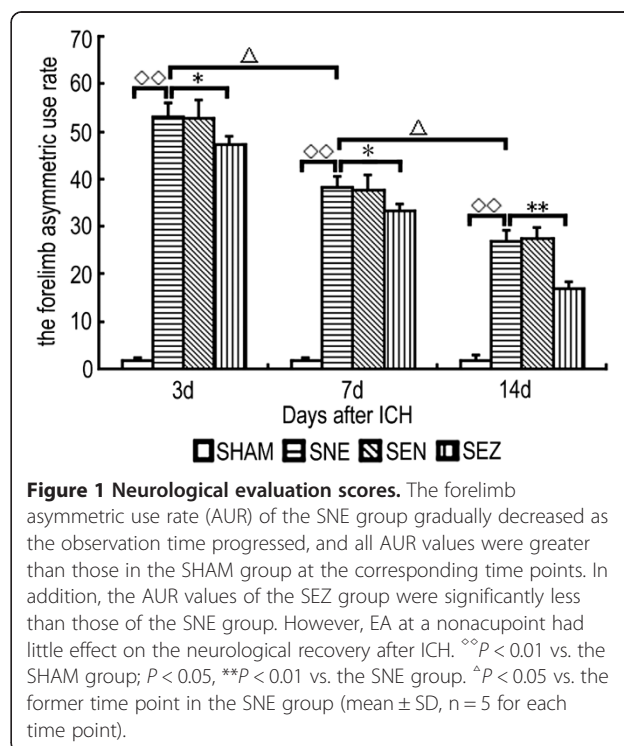 70
60
50
40
30
20
10
0
the forelimb asymmetric use rate
◇◇
*
△
◇◇
*
△
◇◇
**
3d
7d
14d
Days after ICH
SHAM SNE SEN SEZ
Figure 1 Neurological evaluation scores. The forelimb
asymmetric use rate (AUR) of the SNE group gradually decreased as
the observation time progressed, and all AUR values were greater
than those in the SHAM group at the corresponding time points. In
addition, the AUR values of the SEZ group were significantly less
than those of the SNE group. However, EA at a nonacupoint had
little effect on the neurological recovery after ICH. ◇◇P < 0.01 vs. the
SHAM group; P < 0.05, **P < 0.01 vs. the SNE group. △P < 0.05 vs. the
former time point in the SNE group (mean ± SD, n = 5 for each
time point).